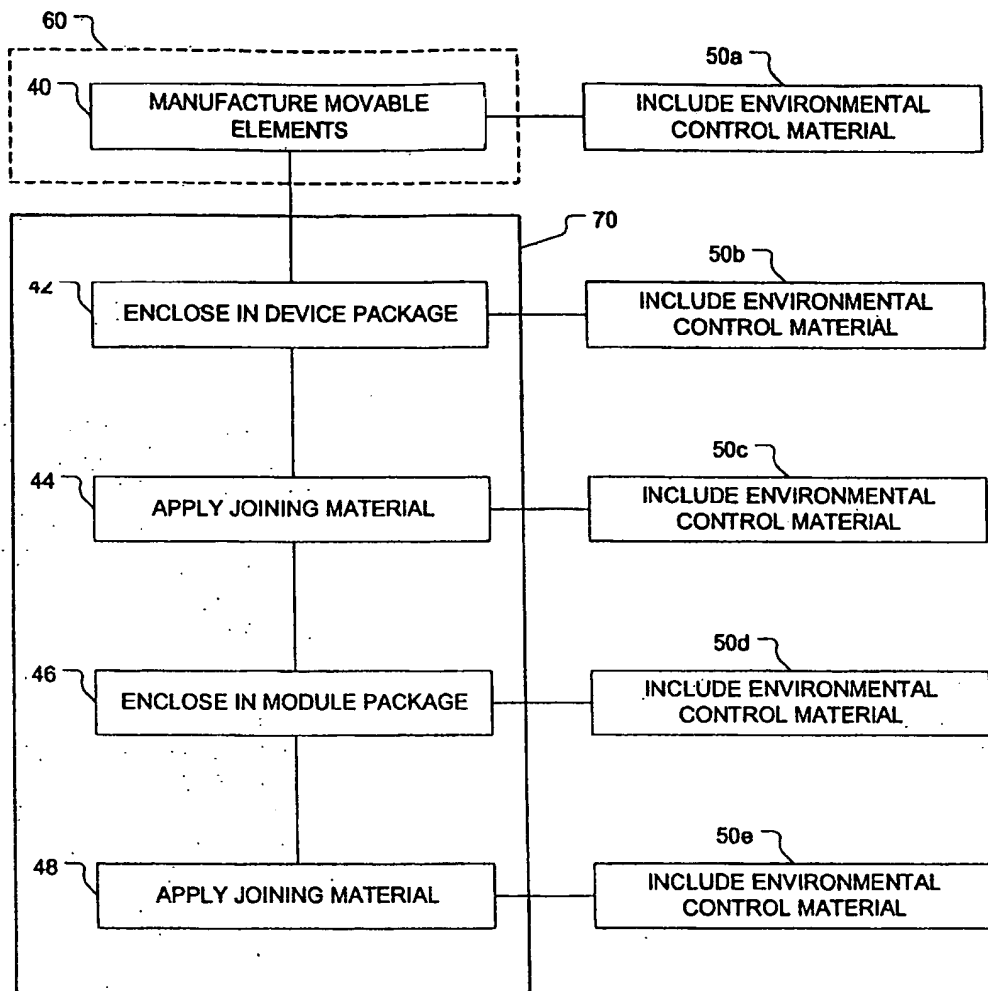 60
40
MANUFACTURE MOVABLE
ELEMENTS
50a
INCLUDE ENVIRONMENTAL
CONTROL MATERIAL
70
42
ENCLOSE IN DEVICE PACKAGE
50b
INCLUDE ENVIRONMENTAL
CONTROL MATERIAL
44
APPLY JOINING MATERIAL
50c
INCLUDE ENVIRONMENTAL
CONTROL MATERIAL
46
ENCLOSE IN MODULE PACKAGE
50d
INCLUDE ENVIRONMENTAL
CONTROL MATERIAL
48
APPLY JOINING MATERIAL
50e
INCLUDE ENVIRONMENTAL
CONTROL MATERIAL